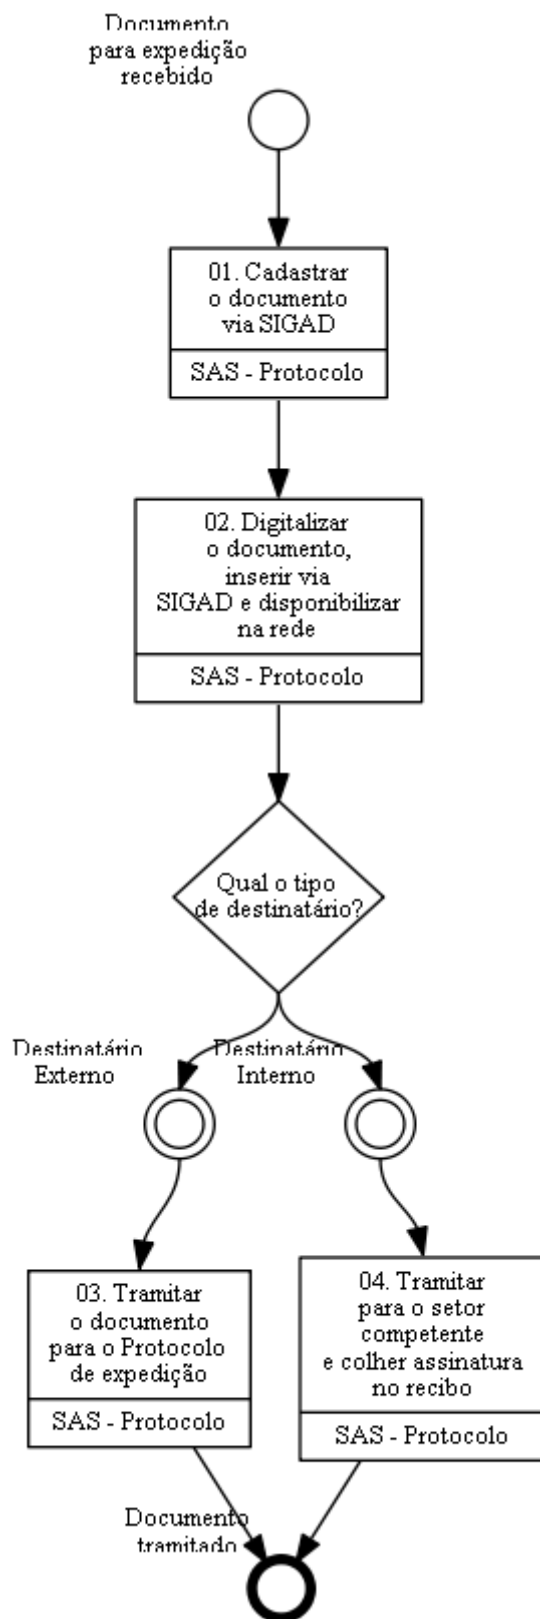 Documento
para expedição
recebido
01. Cadastrar
o documento
via SIGAD
SAS - Protocolo
02. Digitalizar
o documento,
inserir via
SIGAD e disponibilizar
na rede
SAS - Protocolo
Qual o tipo
de destinatário?
Destinatário
Externo
Destinatário
Interno
03. Tramitar
o documento
para o Protocolo
de expedição
SAS - Protocolo
04. Tramitar
para o setor
competente
e colher assinatura
no recibo
SAS - Protocolo
Documento
tramitado